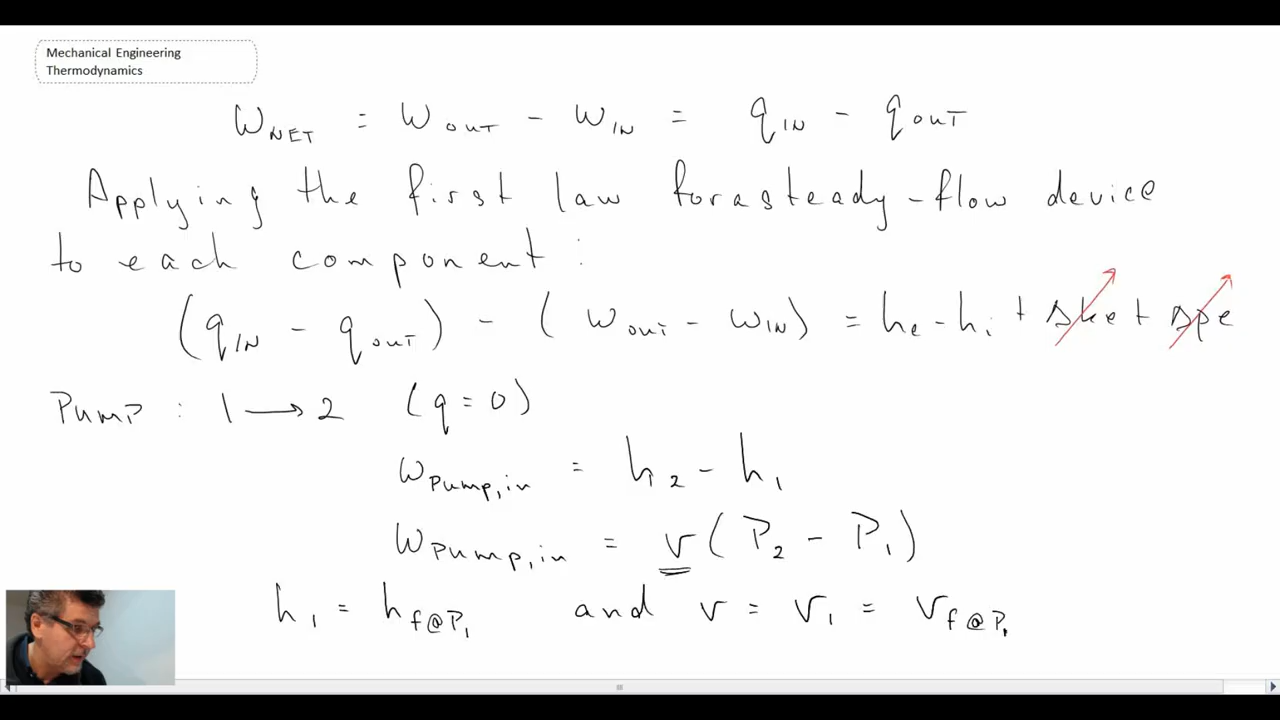 Mechanical Engineering
Thermodynamics
w_NET = w_OUT - w_IN = q_IN - q_OUT
Applying the first law for a steady-flow device
to each component :
(q_IN - q_OUT) - (w_OUT - w_IN) = h_e - h_i + Δke + Δpe
PUMP : 1 → 2 (q = 0)
w_Pump,in = h_2 - h_1
w_Pump,in = v(P_2 - P_1)
h_1 = h_f@P_1 and v = v_1 = v_f@P_1